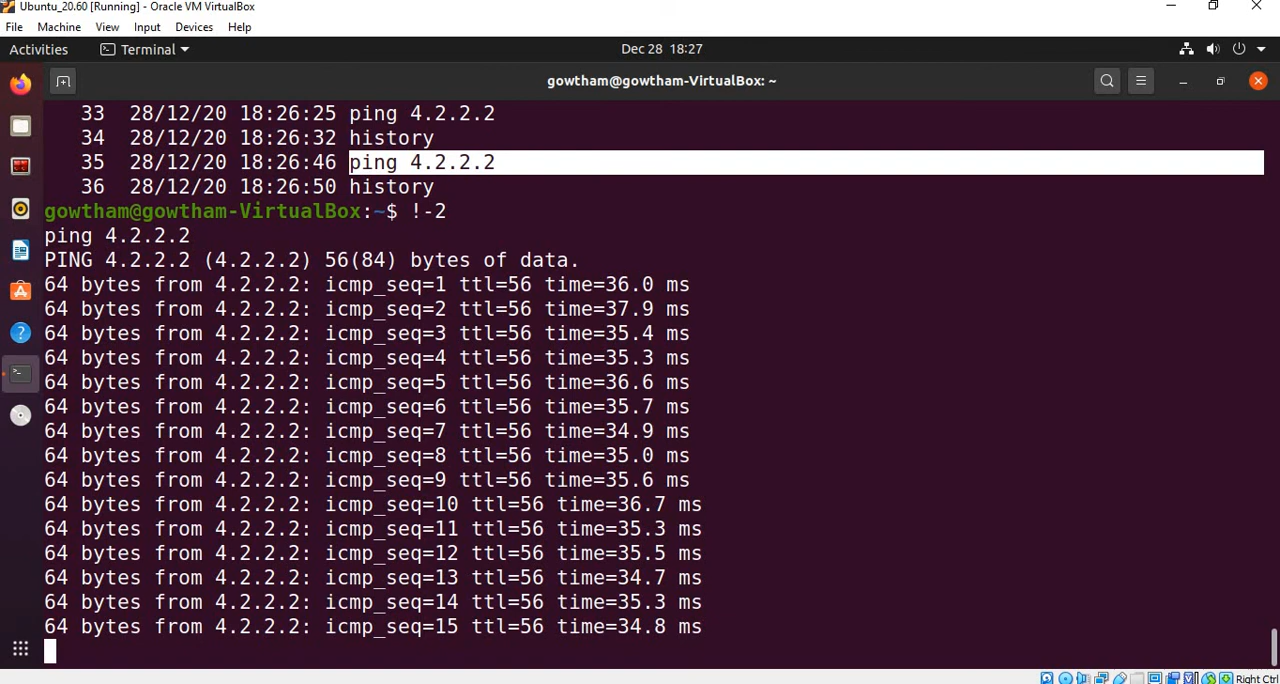 Ubuntu_20.60 [Running] - Oracle VM VirtualBox
File Machine View Input Devices Help
Activities Terminal Dec 28 18:27
gowtham@gowtham-VirtualBox: ~
33 28/12/20 18:26:25 ping 4.2.2.2
34 28/12/20 18:26:32 history
35 28/12/20 18:26:46 ping 4.2.2.2
36 28/12/20 18:26:50 history
gowtham@gowtham-VirtualBox:~$ !-2
ping 4.2.2.2
PING 4.2.2.2 (4.2.2.2) 56(84) bytes of data.
64 bytes from 4.2.2.2: icmp_seq=1 ttl=56 time=36.0 ms
64 bytes from 4.2.2.2: icmp_seq=2 ttl=56 time=37.9 ms
64 bytes from 4.2.2.2: icmp_seq=3 ttl=56 time=35.4 ms
64 bytes from 4.2.2.2: icmp_seq=4 ttl=56 time=35.3 ms
64 bytes from 4.2.2.2: icmp_seq=5 ttl=56 time=36.6 ms
64 bytes from 4.2.2.2: icmp_seq=6 ttl=56 time=35.7 ms
64 bytes from 4.2.2.2: icmp_seq=7 ttl=56 time=34.9 ms
64 bytes from 4.2.2.2: icmp_seq=8 ttl=56 time=35.0 ms
64 bytes from 4.2.2.2: icmp_seq=9 ttl=56 time=35.6 ms
64 bytes from 4.2.2.2: icmp_seq=10 ttl=56 time=36.7 ms
64 bytes from 4.2.2.2: icmp_seq=11 ttl=56 time=35.3 ms
64 bytes from 4.2.2.2: icmp_seq=12 ttl=56 time=35.5 ms
64 bytes from 4.2.2.2: icmp_seq=13 ttl=56 time=34.7 ms
64 bytes from 4.2.2.2: icmp_seq=14 ttl=56 time=35.3 ms
64 bytes from 4.2.2.2: icmp_seq=15 ttl=56 time=34.8 ms
Right Ctrl